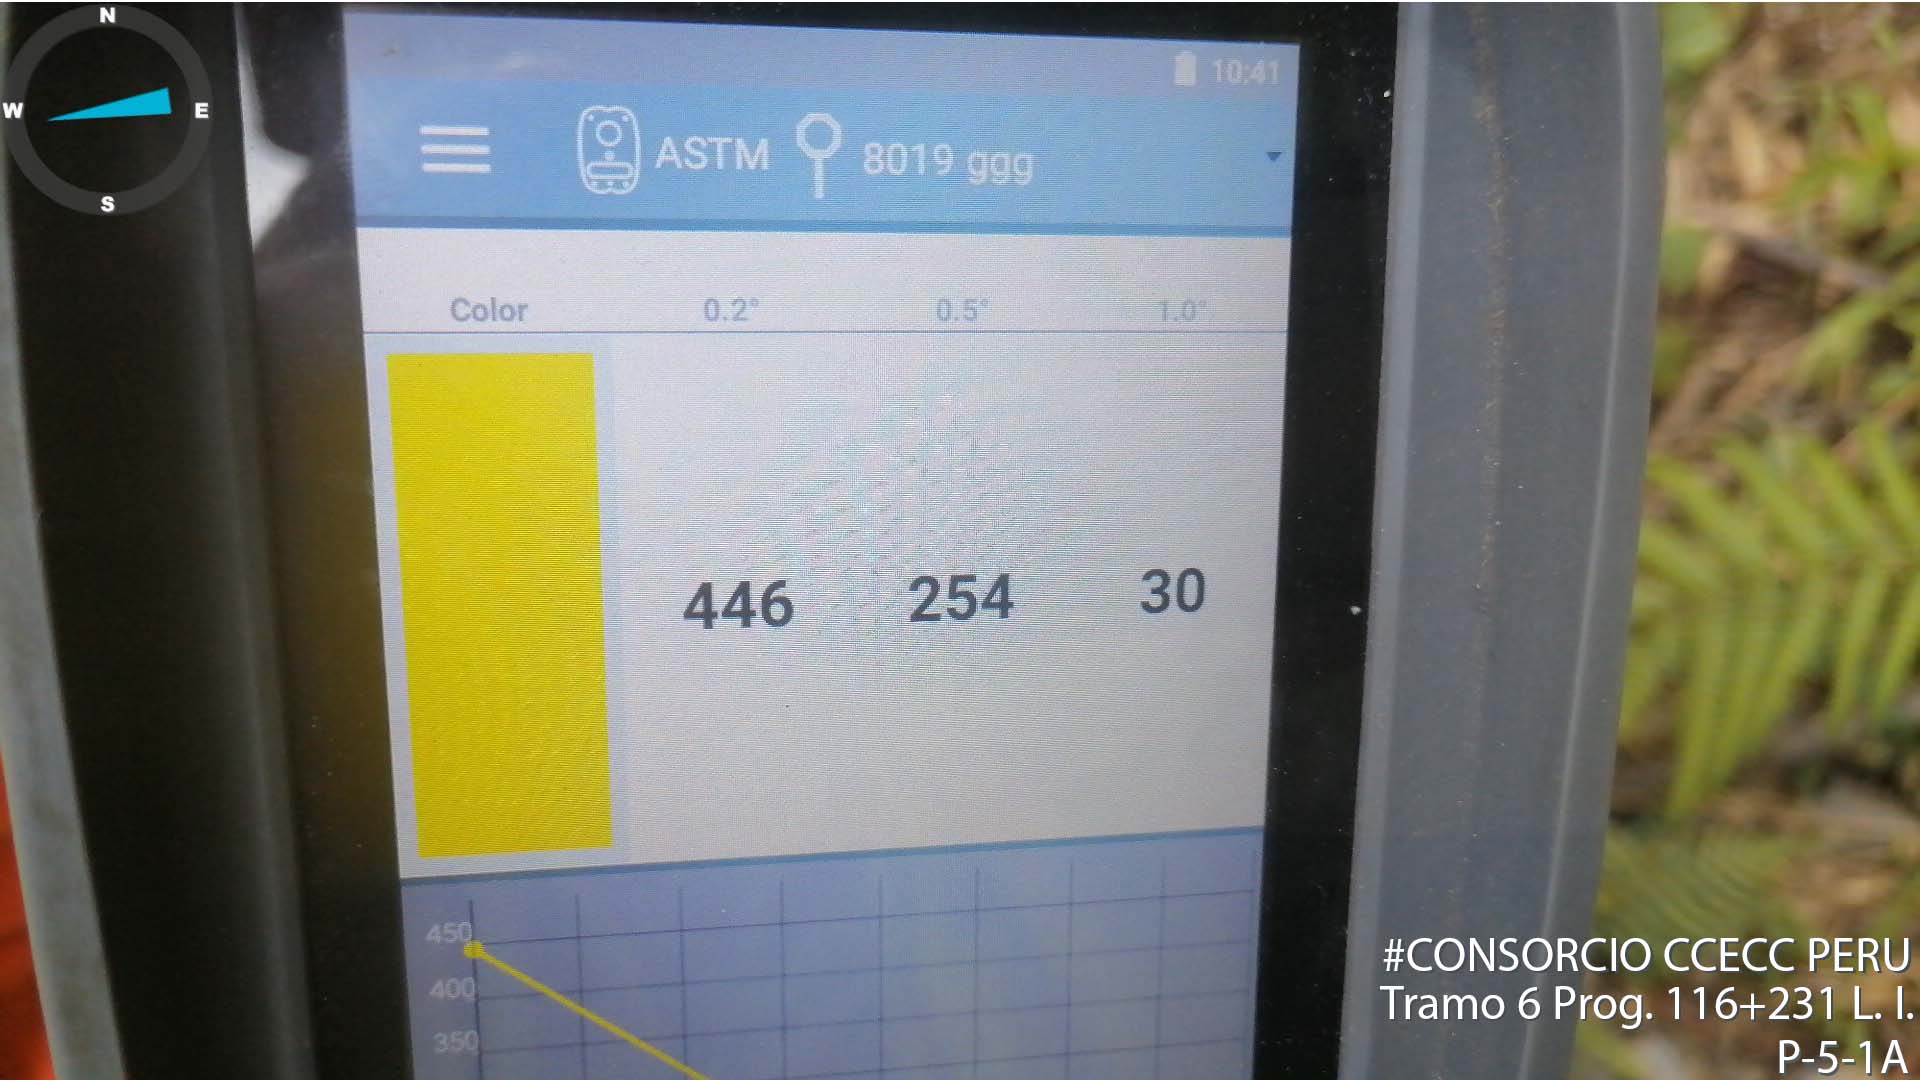 N
W E
S
10:41
ASTM 8019 ggg
Color 0.2° 0.5° 1.0°
446 254 30
450
400
350
#CONSORCIO CCECC PERU
Tramo 6 Prog. 116+231 L. I.
P-5-1A